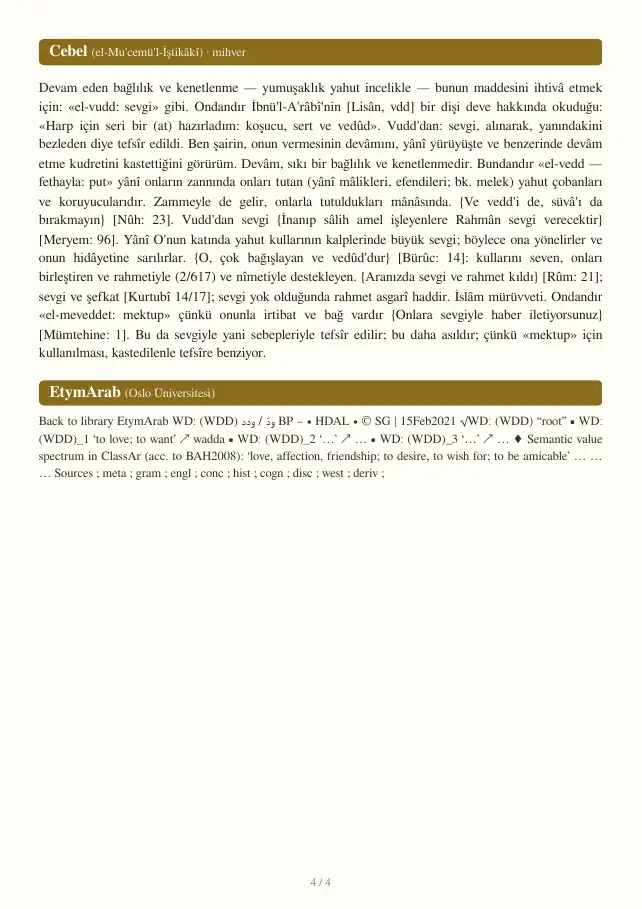 Cebel (el-Mu'cemü'l-İştikâkî) · mihver
Devam eden bağlılık ve kenetlenme — yumuşaklık yahut incelikle — bunun maddesini ihtivâ etmek
için: «el-vudd: sevgi» gibi. Ondandır İbnü'l-A'râbî'nin [Lisân, vdd] bir dişi deve hakkında okuduğu:
«Harp için seri bir (at) hazırladım: koşucu, sert ve vedûd». Vudd'dan: sevgi, alınarak, yanındakini
bezleden diye tefsîr edildi. Ben şairin, onun vermesinin devâmını, yânî yürüyüşte ve benzerinde devâm
etme kudretini kastettiğini görürüm. Devâm, sıkı bir bağlılık ve kenetlenmedir. Bundandır «el-vedd —
fethayla: put» yânî onların zannında onları tutan (yânî mâlikleri, efendileri; bk. melek) yahut çobanları
ve koruyucularıdır. Zammeyle de gelir, onlarla tutuldukları mânâsında. {Ve vedd'i de, süvâ'ı da
bırakmayın} [Nûh: 23]. Vudd'dan sevgi {İnanıp sâlih amel işleyenlere Rahmân sevgi verecektir}
[Meryem: 96]. Yânî O'nun katında yahut kullarının kalplerinde büyük sevgi; böylece ona yönelirler ve
onun hidâyetine sarılırlar. {O, çok bağışlayan ve vedûd'dur} [Bürûc: 14]: kullarını seven, onları
birleştiren ve rahmetiyle (2/617) ve nîmetiyle destekleyen. {Aranızda sevgi ve rahmet kıldı} [Rûm: 21];
sevgi ve şefkat [Kurtubî 14/17]; sevgi yok olduğunda rahmet asgarî haddir. İslâm mürüvveti. Ondandır
«el-meveddet: mektup» çünkü onunla irtibat ve bağ vardır {Onlara sevgiyle haber iletiyorsunuz}
[Mümtehine: 1]. Bu da sevgiyle yani sebepleriyle tefsîr edilir; bu daha asıldır; çünkü «mektup» için
kullanılması, kastedilenle tefsîre benziyor.
EtymArab (Oslo Üniversitesi)
Back to library EtymArab WD: (WDD) ودّ / ودد BP – • HDAL • © SG | 15Feb2021 √WD: (WDD) “root” ▪ WD:
(WDD)_1 ‘to love; to want’ ↗ wadda ▪ WD: (WDD)_2 ‘…’ ↗ … ▪ WD: (WDD)_3 ‘…’ ↗ … ♦ Semantic value
spectrum in ClassAr (acc. to BAH2008): ‘love, affection, friendship; to desire, to wish for; to be amicable’ … …
… Sources ; meta ; gram ; engl ; conc ; hist ; cogn ; disc ; west ; deriv ;
4 / 4